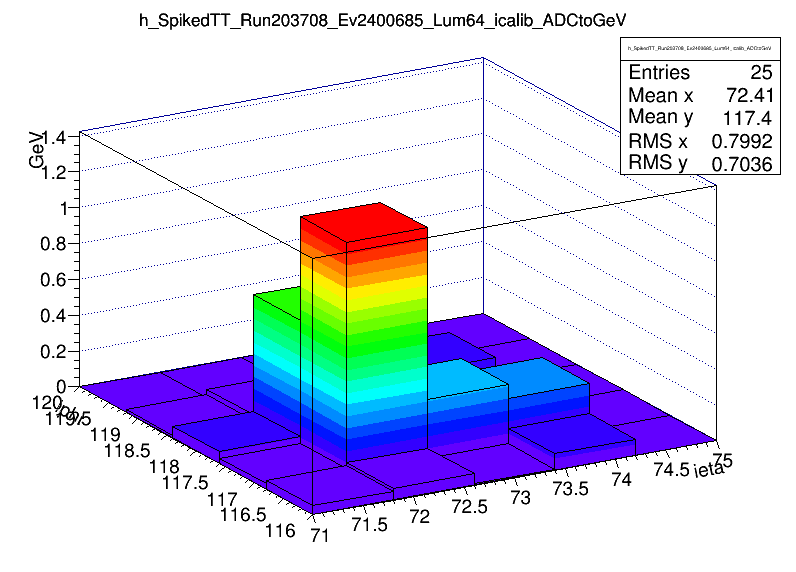 h_SpikedTT_Run203708_Ev2400685_Lum64_icalib_ADCtoGeV
h_SpikedTT_Run203708_Ev2400685_Lum64_icalib_ADCtoGeV
Entries 25
Mean x 72.41
Mean y 117.4
RMS x 0.7992
RMS y 0.7036
GeV
1.4
1.2
1
0.8
0.6
0.4
0.2
0
120
119.5
119
118.5
118
117.5
117
116.5
116
iphi
71
71.5
72
72.5
73
73.5
74
74.5
75
ieta